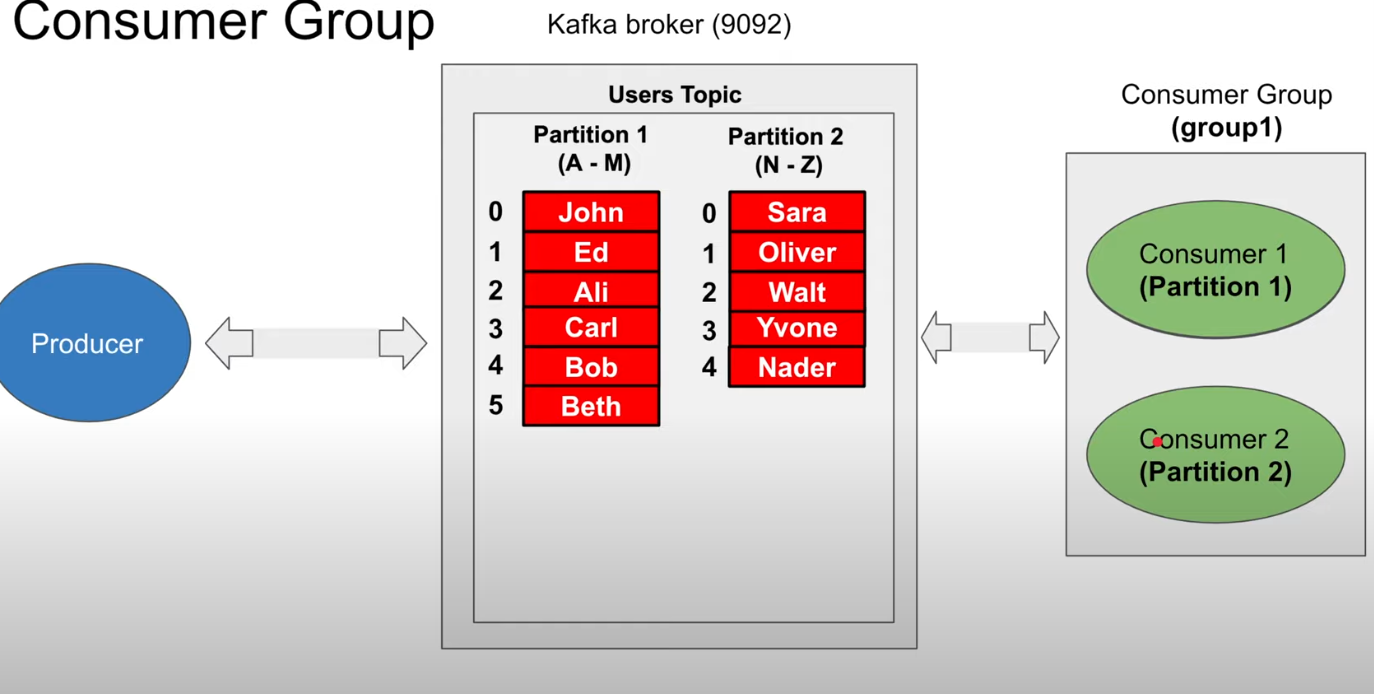 Consumer Group
Kafka broker (9092)
Users Topic
Partition 1
(A - M)
0 John
1 Ed
2 Ali
3 Carl
4 Bob
5 Beth
Partition 2
(N - Z)
0 Sara
1 Oliver
2 Walt
3 Yvone
4 Nader
Producer
Consumer Group
(group1)
Consumer 1
(Partition 1)
Consumer 2
(Partition 2)